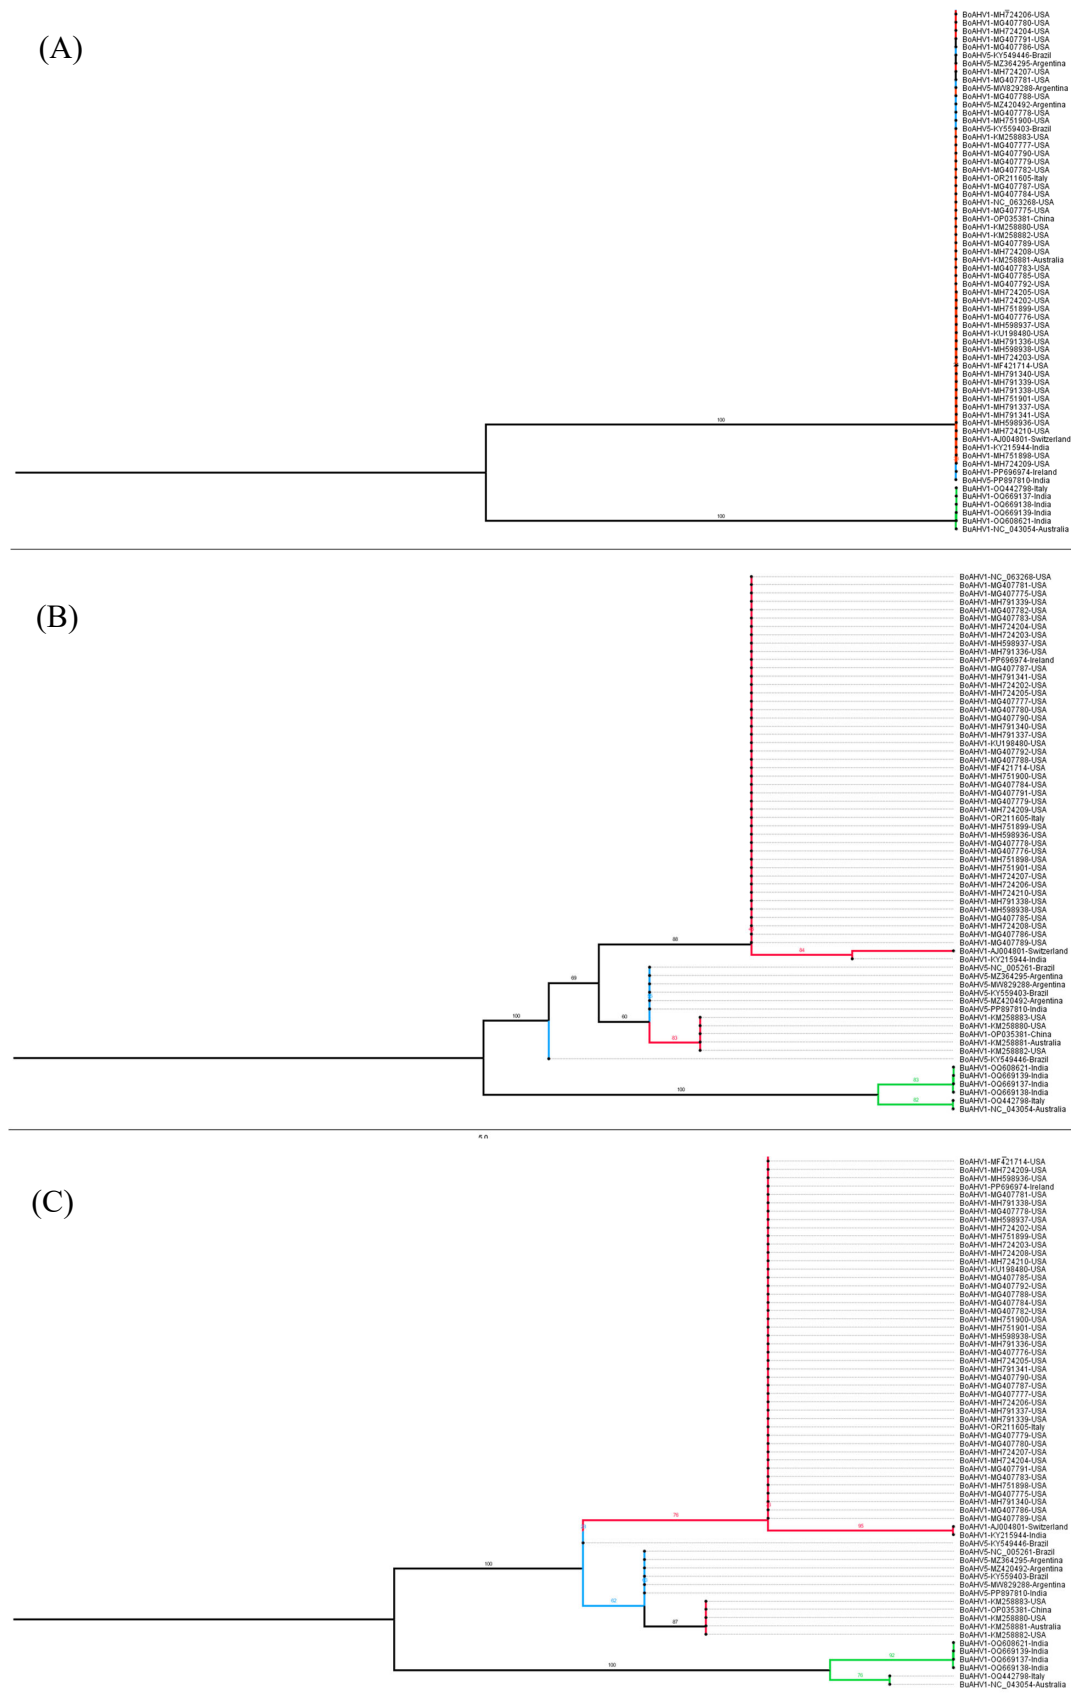 (A)
BoAHV1-MH724206-USA
BoAHV1-MG407780-USA
BoAHV1-MH724204-USA
BoAHV1-MG407791-USA
BoAHV1-MG407786-USA
BoAHV5-KY549446-Brazil
BoAHV5-MZ364295-Argentina
BoAHV1-MH724207-USA
BoAHV1-MG407781-USA
BoAHV5-MW829288-Argentina
BoAHV1-MG407788-USA
BoAHV5-MZ420492-Argentina
BoAHV1-MG407778-USA
BoAHV1-MH751900-USA
BoAHV5-KY559403-Brazil
BoAHV1-KM258883-USA
BoAHV1-MG407777-USA
BoAHV1-MG407790-USA
BoAHV1-MG407779-USA
BoAHV1-MG407782-USA
BoAHV1-OR211605-Italy
BoAHV1-MG407787-USA
BoAHV1-MG407784-USA
BoAHV1-NC_063268-USA
BoAHV1-MG407775-USA
BoAHV1-OP035381-China
BoAHV1-KM258880-USA
BoAHV1-KM258882-USA
BoAHV1-MG407789-USA
BoAHV1-MH724208-USA
BoAHV1-KM258881-Australia
BoAHV1-MG407783-USA
BoAHV1-MG407785-USA
BoAHV1-MG407792-USA
BoAHV1-MH724205-USA
BoAHV1-MH724202-USA
BoAHV1-MH751899-USA
BoAHV1-MG407776-USA
BoAHV1-MH598937-USA
BoAHV1-KU198480-USA
BoAHV1-MH791336-USA
BoAHV1-MH598938-USA
BoAHV1-MH724203-USA
BoAHV1-MF421714-USA
BoAHV1-MH791340-USA
BoAHV1-MH791339-USA
BoAHV1-MH791338-USA
BoAHV1-MH751901-USA
BoAHV1-MH791337-USA
BoAHV1-MH791341-USA
BoAHV1-MH598936-USA
100
BoAHV1-MH724210-USA
BoAHV1-AJ004801-Switzerland
BoAHV1-KY215944-India
BoAHV1-MH751898-USA
BoAHV1-MH724209-USA
BoAHV1-PP696974-Ireland
BoAHV5-PP897810-India
BuAHV1-OQ442798-Italy
BuAHV1-OQ669137-India
BuAHV1-OQ669138-India
BuAHV1-OQ669139-India
100
BuAHV1-OQ608621-India
BuAHV1-NC_043054-Australia
(B)
BoAHV1-NC_063268-USA
BoAHV1-MG407781-USA
BoAHV1-MG407775-USA
BoAHV1-MH791339-USA
BoAHV1-MG407782-USA
BoAHV1-MG407783-USA
BoAHV1-MH724204-USA
BoAHV1-MH724203-USA
BoAHV1-MH598937-USA
BoAHV1-MH791336-USA
BoAHV1-PP696974-Ireland
BoAHV1-MG407787-USA
BoAHV1-MH791341-USA
BoAHV1-MH724202-USA
BoAHV1-MH724205-USA
BoAHV1-MG407777-USA
BoAHV1-MG407780-USA
BoAHV1-MG407790-USA
BoAHV1-MH791340-USA
BoAHV1-MH791337-USA
BoAHV1-KU198480-USA
BoAHV1-MG407792-USA
BoAHV1-MG407788-USA
BoAHV1-MF421714-USA
BoAHV1-MH751900-USA
BoAHV1-MG407784-USA
BoAHV1-MG407791-USA
BoAHV1-MG407779-USA
BoAHV1-MH724209-USA
BoAHV1-OR211605-Italy
BoAHV1-MH751899-USA
BoAHV1-MH598936-USA
BoAHV1-MG407778-USA
BoAHV1-MG407776-USA
BoAHV1-MH751898-USA
BoAHV1-MH751901-USA
BoAHV1-MH724207-USA
BoAHV1-MH724206-USA
BoAHV1-MH724210-USA
BoAHV1-MH791338-USA
BoAHV1-MH598938-USA
BoAHV1-MG407785-USA
BoAHV1-MH724208-USA
BoAHV1-MG407786-USA
BoAHV1-MG407789-USA
84
BoAHV1-AJ004801-Switzerland
BoAHV1-KY215944-India
BoAHV5-NC_005261-Brazil
BoAHV5-MZ364295-Argentina
69
BoAHV5-MW829288-Argentina
BoAHV5-KY559403-Brazil
BoAHV5-MZ420492-Argentina
BoAHV5-PP897810-India
100
60
BoAHV1-KM258883-USA
BoAHV1-KM258880-USA
BoAHV1-OP035381-China
63
BoAHV1-KM258881-Australia
BoAHV1-KM258882-USA
BoAHV5-KY549446-Brazil
BuAHV1-OQ608621-India
BuAHV1-OQ669139-India
BuAHV1-OQ669137-India
100
BuAHV1-OQ669138-India
BuAHV1-OQ442798-Italy
BuAHV1-NC_043054-Australia
(C)
BoAHV1-MF421714-USA
BoAHV1-MH724209-USA
BoAHV1-MH598936-USA
BoAHV1-PP696974-Ireland
BoAHV1-MG407781-USA
BoAHV1-MH791338-USA
BoAHV1-MG407778-USA
BoAHV1-MH598937-USA
BoAHV1-MH724202-USA
BoAHV1-MH751899-USA
BoAHV1-MH724203-USA
BoAHV1-MH724208-USA
BoAHV1-MH724210-USA
BoAHV1-KU198480-USA
BoAHV1-MG407785-USA
BoAHV1-MG407792-USA
BoAHV1-MG407788-USA
BoAHV1-MG407784-USA
BoAHV1-MG407782-USA
BoAHV1-MH751900-USA
BoAHV1-MH751901-USA
BoAHV1-MH598938-USA
BoAHV1-MH791336-USA
BoAHV1-MG407776-USA
BoAHV1-MH724205-USA
BoAHV1-MH791341-USA
BoAHV1-MG407790-USA
BoAHV1-MG407787-USA
BoAHV1-MG407777-USA
BoAHV1-MH724206-USA
BoAHV1-MH791337-USA
BoAHV1-MH791339-USA
BoAHV1-OR211605-Italy
BoAHV1-MG407779-USA
BoAHV1-MG407780-USA
BoAHV1-MH724207-USA
BoAHV1-MH724204-USA
BoAHV1-MG407791-USA
BoAHV1-MG407783-USA
BoAHV1-MH751898-USA
BoAHV1-MG407775-USA
BoAHV1-MH791340-USA
BoAHV1-MG407786-USA
BoAHV1-MG407789-USA
BoAHV1-AJ004801-Switzerland
BoAHV1-KY215944-India
BoAHV5-KY549446-Brazil
BoAHV5-NC_005261-Brazil
BoAHV5-MZ364295-Argentina
100
BoAHV5-MZ420492-Argentina
BoAHV5-KY559403-Brazil
BoAHV5-MW829288-Argentina
BoAHV5-PP897810-India
62
BoAHV1-KM258883-USA
BoAHV1-OP035381-China
BoAHV1-KM258880-USA
87
BoAHV1-KM258881-Australia
BoAHV1-KM258882-USA
BuAHV1-OQ608621-India
BuAHV1-OQ669139-India
92
BuAHV1-OQ669137-India
100
BuAHV1-OQ669138-India
BuAHV1-OQ442798-Italy
BuAHV1-NC_043054-Australia